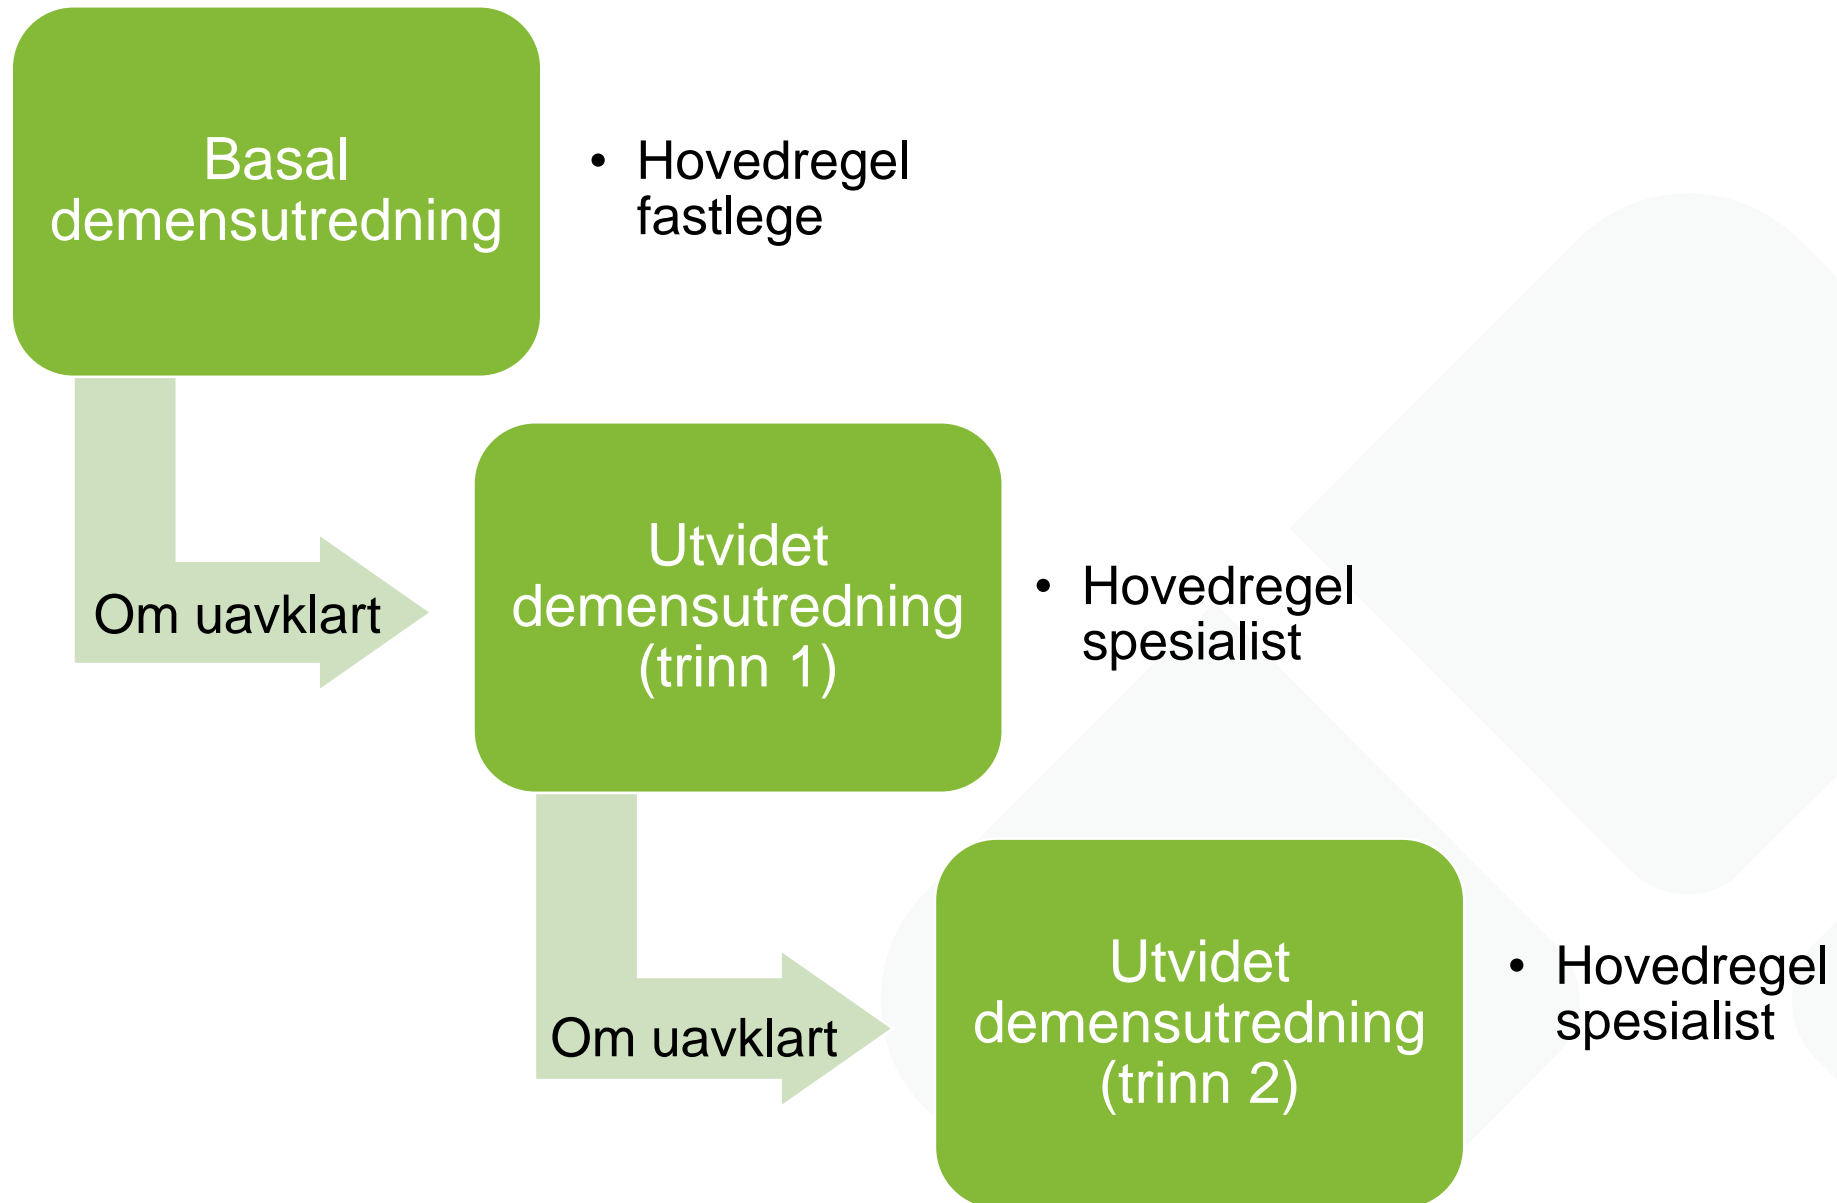 Basal
demensutredning
• Hovedregel
fastlege
Om uavklart
Utvidet
demensutredning
(trinn 1)
• Hovedregel
spesialist
Om uavklart
Utvidet
demensutredning
(trinn 2)
• Hovedregel
spesialist